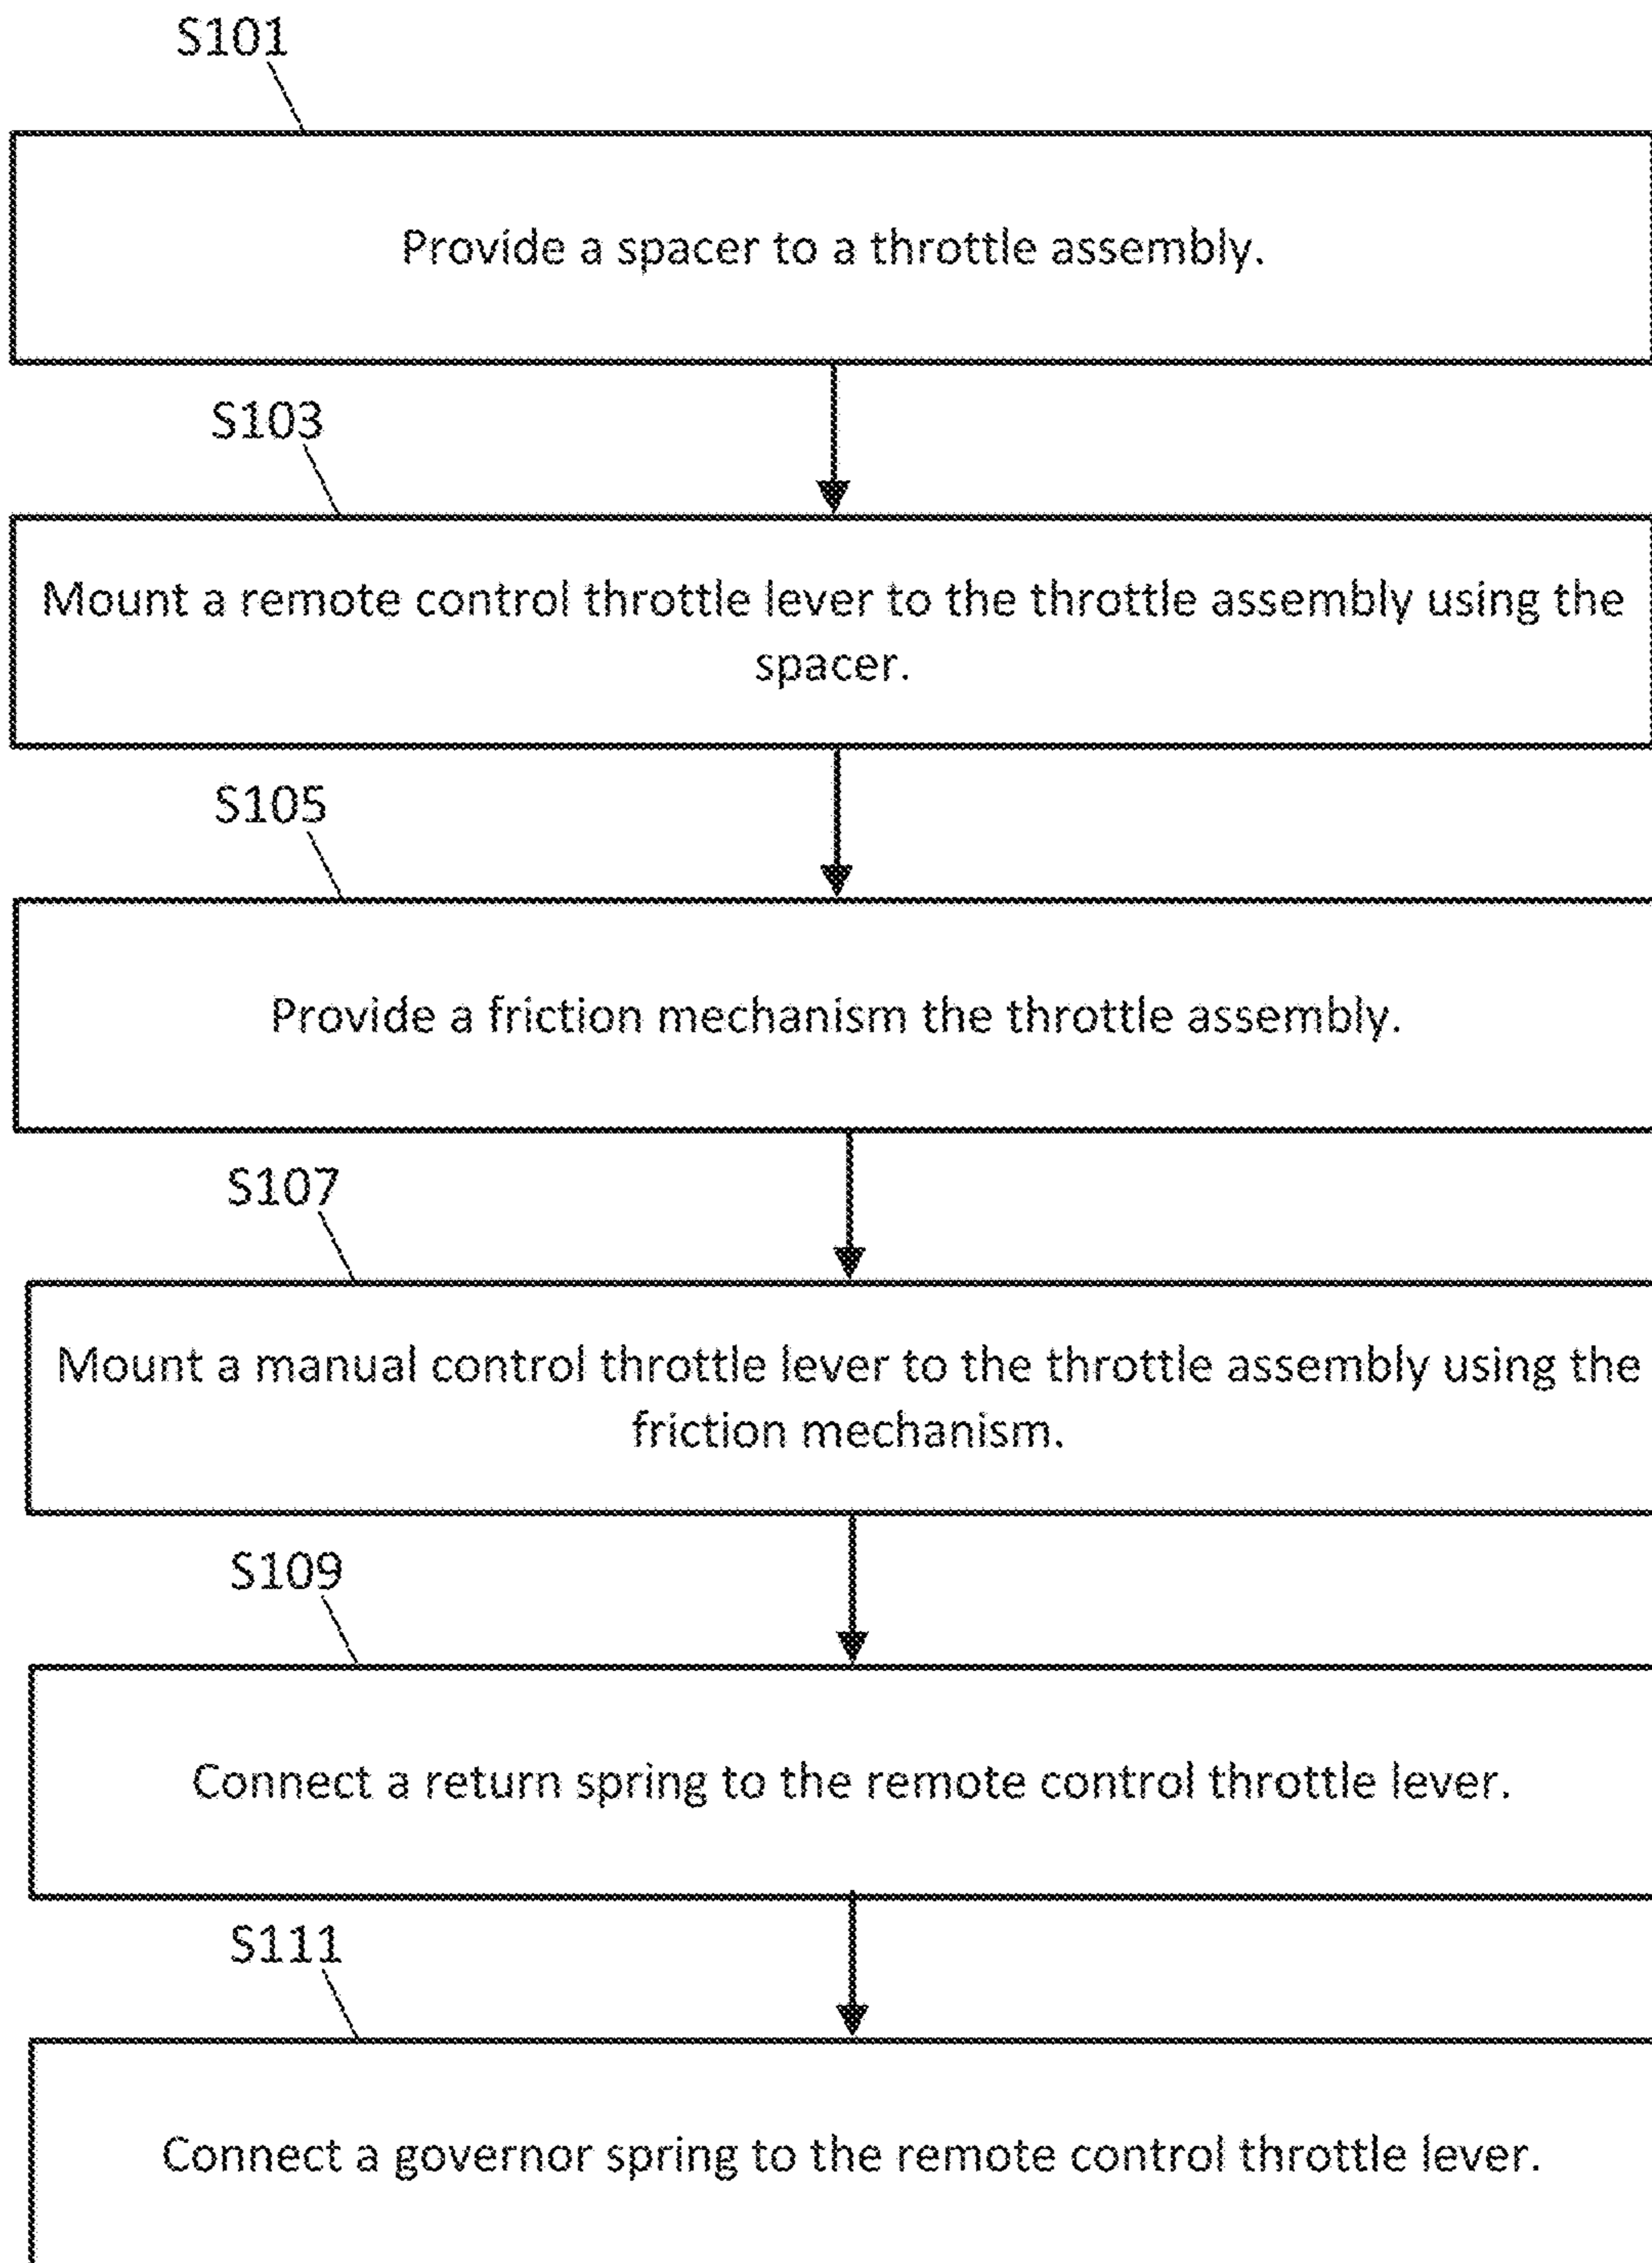 S101
Provide a spacer to a throttle assembly.
S103
Mount a remote control throttle lever to the throttle assembly using the
spacer.
S105
Provide a friction mechanism the throttle assembly.
S107
Mount a manual control throttle lever to the throttle assembly using the
friction mechanism.
S109
Connect a return spring to the remote control throttle lever.
S111
Connect a governor spring to the remote control throttle lever.